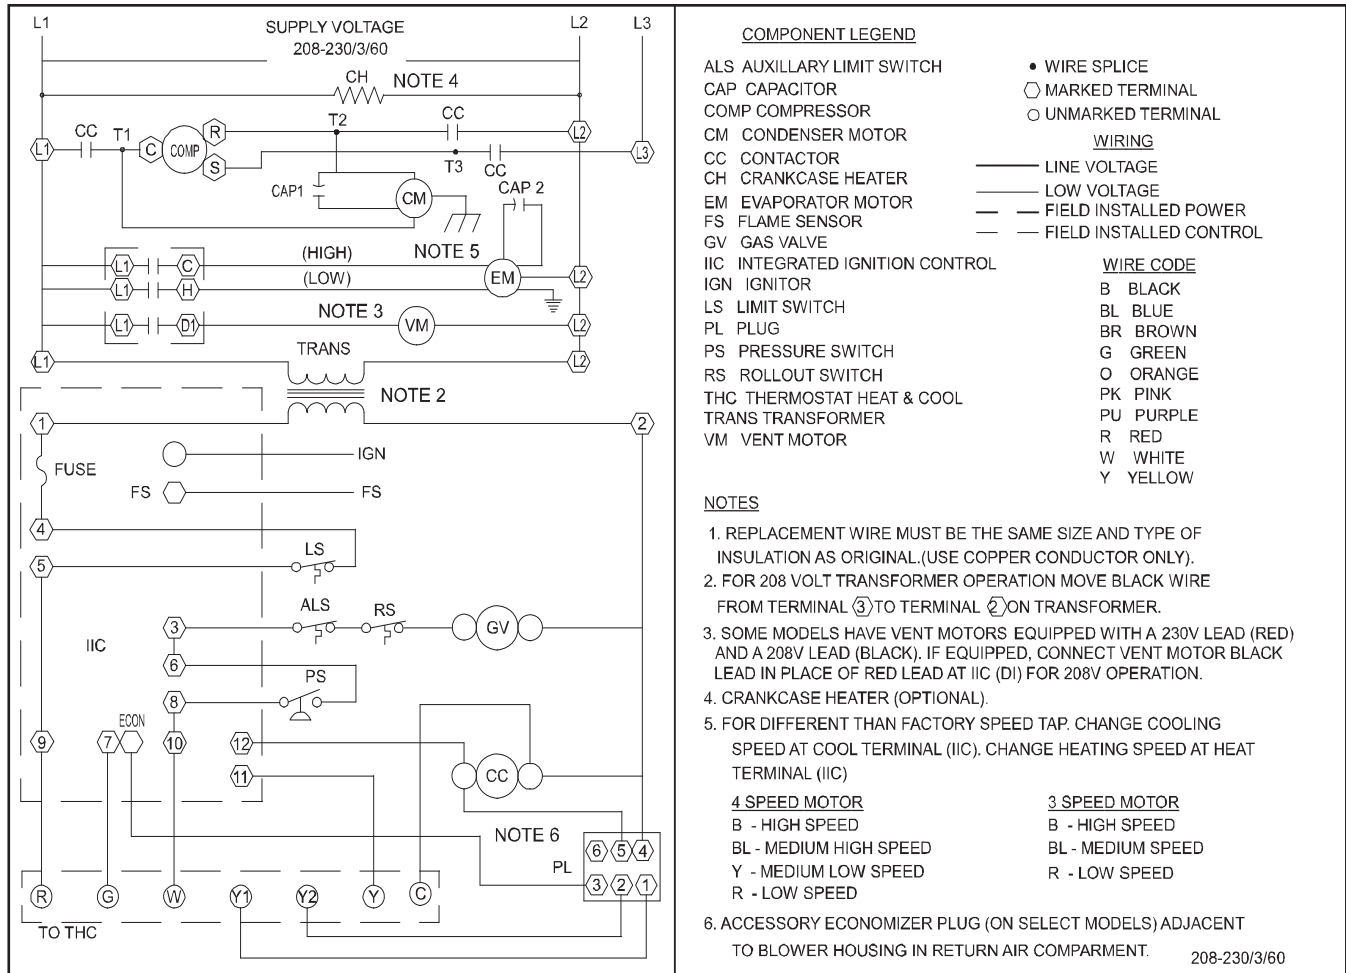 L1
L2
L3
SUPPLY VOLTAGE
208-230/3/60
CH
NOTE 4
CC
T1
C
COMP
R
S
T2
CC
T3
CC
L1
L2
L3
CAP1
CM
CAP 2
NOTE 5
(HIGH)
(LOW)
L1
C
L1
H
EM
L2
NOTE 3
L1
D1
VM
L2
TRANS
L1
L2
NOTE 2
1
2
FUSE
IGN
FS
FS
4
5
LS
ALS
RS
3
GV
IIC
6
PS
8
ECON
9
7
10
12
11
CC
NOTE 6
PL
6
5
4
3
2
1
R
G
W
Y1
Y2
Y
C
TO THC
COMPONENT LEGEND
ALS AUXILLARY LIMIT SWITCH
CAP CAPACITOR
COMP COMPRESSOR
CM CONDENSER MOTOR
CC CONTACTOR
CH CRANKCASE HEATER
EM EVAPORATOR MOTOR
FS FLAME SENSOR
GV GAS VALVE
IIC INTEGRATED IGNITION CONTROL
IGN IGNITOR
LS LIMIT SWITCH
PL PLUG
PS PRESSURE SWITCH
RS ROLLOUT SWITCH
THC THERMOSTAT HEAT & COOL
TRANS TRANSFORMER
VM VENT MOTOR
WIRE SPLICE
MARKED TERMINAL
UNMARKED TERMINAL
WIRING
LINE VOLTAGE
LOW VOLTAGE
FIELD INSTALLED POWER
FIELD INSTALLED CONTROL
WIRE CODE
B BLACK
BL BLUE
BR BROWN
G GREEN
O ORANGE
PK PINK
PU PURPLE
R RED
W WHITE
Y YELLOW
NOTES
1. REPLACEMENT WIRE MUST BE THE SAME SIZE AND TYPE OF
INSULATION AS ORIGINAL.(USE COPPER CONDUCTOR ONLY).
2. FOR 208 VOLT TRANSFORMER OPERATION MOVE BLACK WIRE
FROM TERMINAL 3 TO TERMINAL 2 ON TRANSFORMER.
3. SOME MODELS HAVE VENT MOTORS EQUIPPED WITH A 230V LEAD (RED)
AND A 208V LEAD (BLACK). IF EQUIPPED, CONNECT VENT MOTOR BLACK
LEAD IN PLACE OF RED LEAD AT IIC (DI) FOR 208V OPERATION.
4. CRANKCASE HEATER (OPTIONAL).
5. FOR DIFFERENT THAN FACTORY SPEED TAP. CHANGE COOLING
SPEED AT COOL TERMINAL (IIC). CHANGE HEATING SPEED AT HEAT
TERMINAL (IIC)
4 SPEED MOTOR
B - HIGH SPEED
BL - MEDIUM HIGH SPEED
Y - MEDIUM LOW SPEED
R - LOW SPEED
3 SPEED MOTOR
B - HIGH SPEED
BL - MEDIUM SPEED
R - LOW SPEED
6. ACCESSORY ECONOMIZER PLUG (ON SELECT MODELS) ADJACENT
TO BLOWER HOUSING IN RETURN AIR COMPARMENT.
208-230/3/60